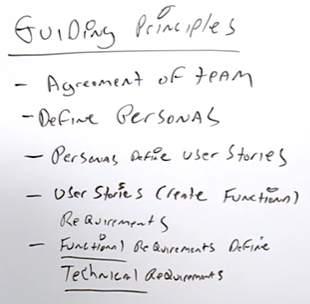 Guiding Principles
- Agreement of team
- Define Personas
- Personas Define User Stories
- User Stories Create Functional
Requirements
- Functional Requirements Define
Technical Requirements